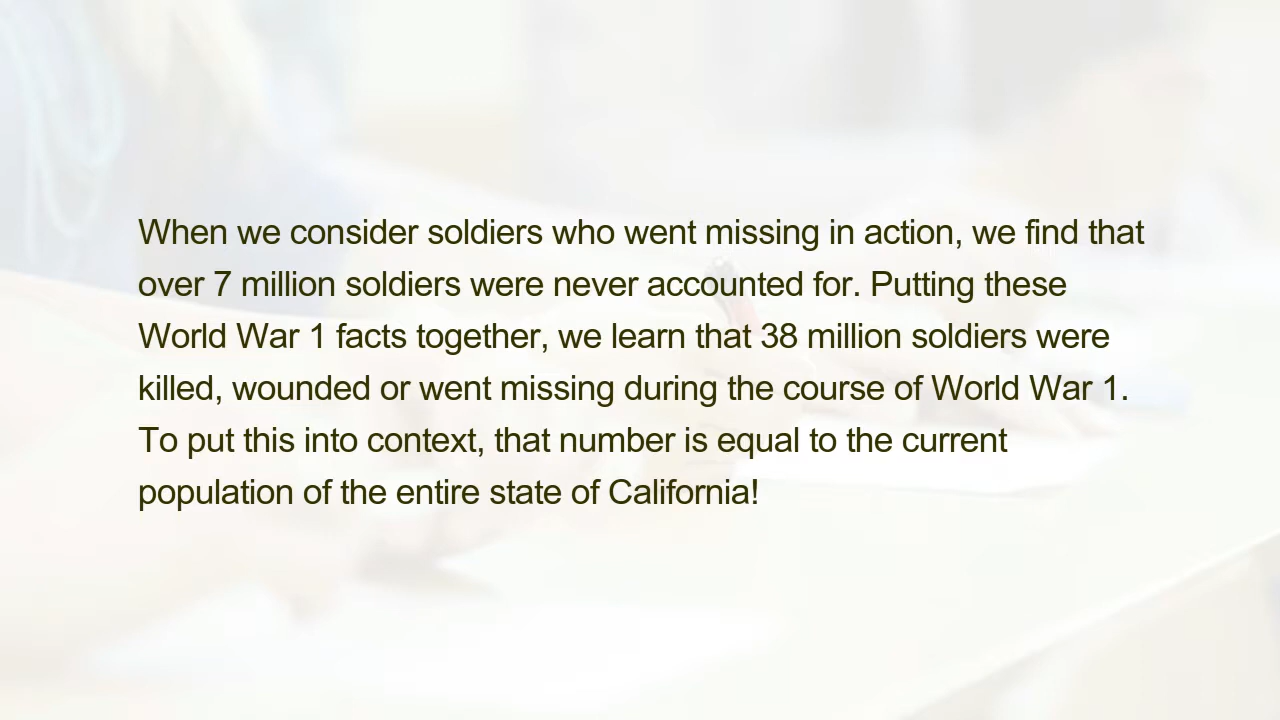 When we consider soldiers who went missing in action, we find that
over 7 million soldiers were never accounted for. Putting these
World War 1 facts together, we learn that 38 million soldiers were
killed, wounded or went missing during the course of World War 1.
To put this into context, that number is equal to the current
population of the entire state of California!